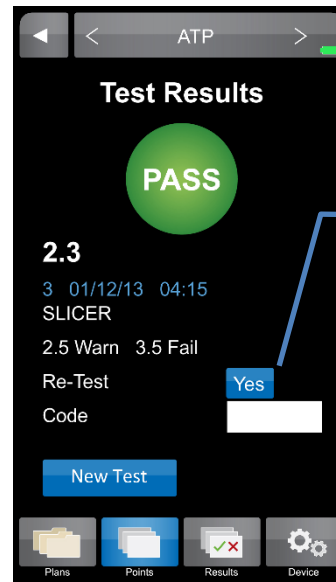 < ATP >
Test Results
PASS
2.3
3 01/12/13 04:15
SLICER
2.5 Warn 3.5 Fail
Re-Test Yes
Code
New Test
Plans Points Results Device